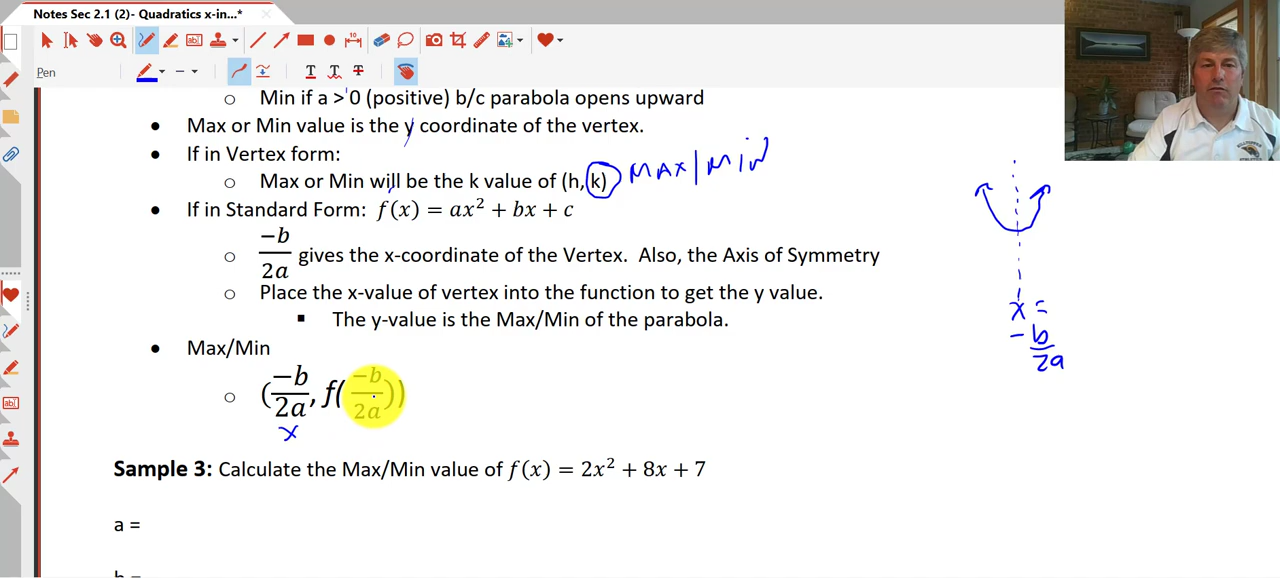 Notes Sec 2.1 (2)- Quadratics x-in...*
Pen
10
T T T
ab
ab
○ Min if a > 0 (positive) b/c parabola opens upward
• Max or Min value is the y coordinate of the vertex.
• If in Vertex form:
○ Max or Min will be the k value of (h, k) MAX/MIN
• If in Standard Form: f(x) = ax² + bx + c
○ -b/2a gives the x-coordinate of the Vertex. Also, the Axis of Symmetry
○ Place the x-value of vertex into the function to get the y value.
▪ The y-value is the Max/Min of the parabola.
x =
-b/2a
• Max/Min
○ (-b/2a, f(-b/2a))
x
Sample 3: Calculate the Max/Min value of f(x) = 2x² + 8x + 7
a =
b =